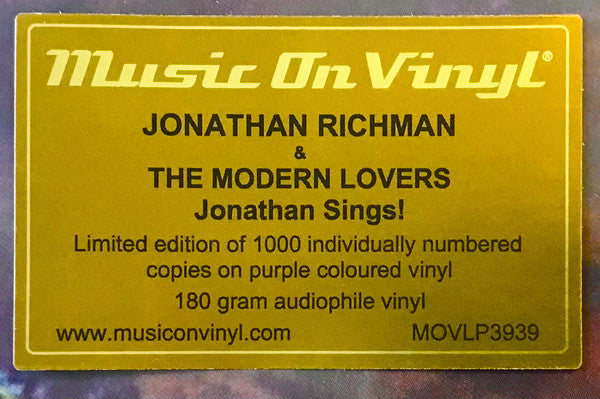 Music On Vinyl®
JONATHAN RICHMAN
&
THE MODERN LOVERS
Jonathan Sings!
Limited edition of 1000 individually numbered
copies on purple coloured vinyl
180 gram audiophile vinyl
www.musiconvinyl.com MOVLP3939